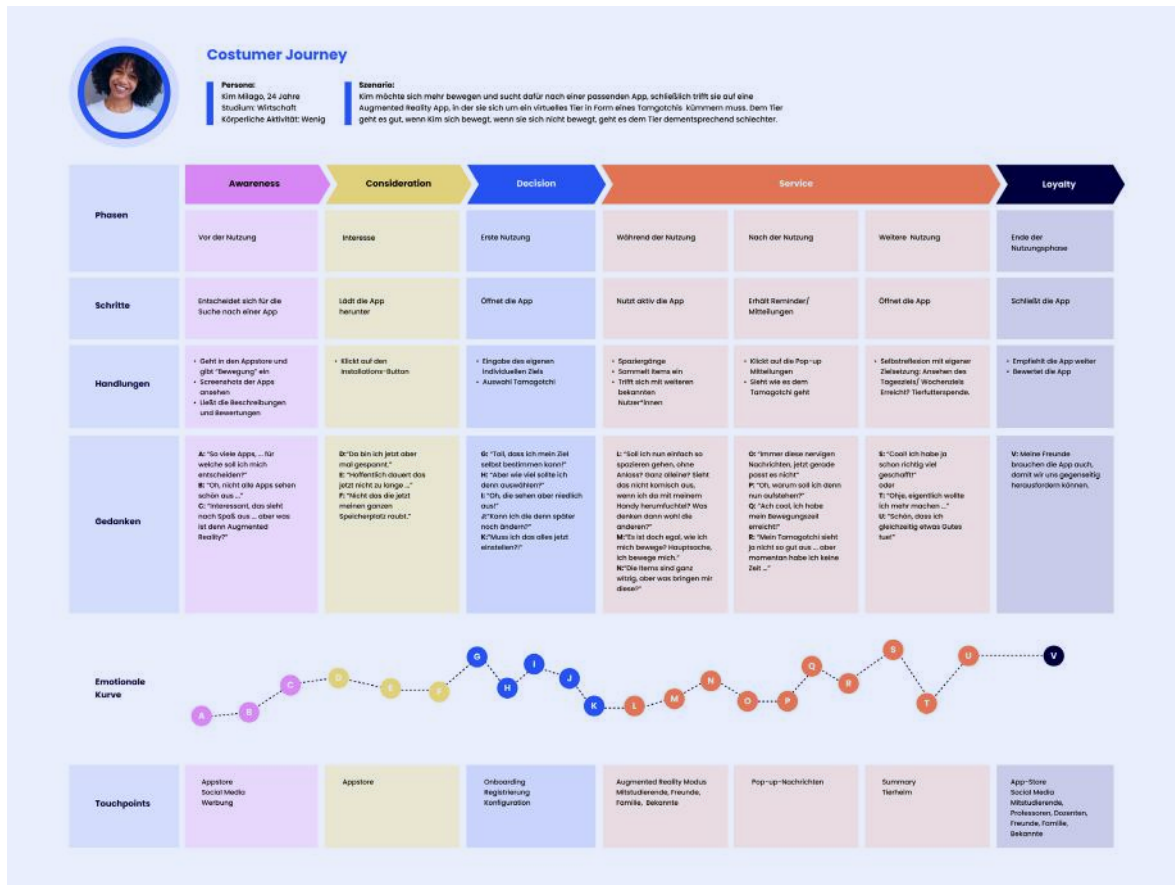 Costumer Journey
Persona:
Kim Milago, 24 Jahre
Studium: Wirtschaft
Körperliche Aktivität: Wenig
Szenario:
Kim möchte sich mehr bewegen und sucht dafür nach einer passenden App, schließlich trifft sie auf eine
Augmented Reality App, in der sie sich um ein virtuelles Tier in Form eines Tamgotchis kümmern muss. Dem Tier
geht es gut, wenn Kim sich bewegt, wenn sie sich nicht bewegt, geht es dem Tier dementsprechend schlechter.
Phasen
Awareness
Consideration
Decision
Service
Loyalty
Vor der Nutzung
Interesse
Erste Nutzung
Während der Nutzung
Nach der Nutzung
Weitere Nutzung
Ende der
Nutzungsphase
Schritte
Entscheidet sich für die
Suche nach einer App
Lädt die App
herunter
Öffnet die App
Nutzt aktiv die App
Erhält Reminder/
Mitteilungen
Öffnet die App
Schließt die App
Handlungen
• Geht in den Appstore und
gibt "Bewegung" ein
• Screenshots der Apps
ansehen
• Ließt die Beschreibungen
und Bewertungen
• Klickt auf den
Installations-Button
• Eingabe des eigenen
individuellen Ziels
• Auswahl Tamagotchi
• Spaziergänge
• Sammelt Items ein
• Trifft sich mit weiteren
bekannten
Nutzer*innen
• Klickt auf die Pop-up
Mitteilungen
• Sieht wie es dem
Tamagotchi geht
• Selbstreflexion mit eigener
Zielsetzung: Ansehen des
Tagesziels/ Wochenziels
Erreicht? Tierfutterspende.
• Empfiehlt die App weiter
• Bewertet die App
Gedanken
A: "So viele Apps, ... für
welche soll ich mich
entscheiden?"
B: "Oh, nicht alle Apps sehen
schön aus ..."
C: "Interessant, das sieht
nach Spaß aus ... aber was
ist denn Augmented
Reality?"
D:"Da bin ich jetzt aber
mal gespannt."
E: "Hoffentlich dauert das
jetzt nicht zu lange ..."
F: "Nicht das die jetzt
meinen ganzen
Speicherplatz raubt."
G: "Toll, dass ich mein Ziel
selbst bestimmen kann!"
H: "Aber wie viel sollte ich
denn auswählen?"
I: "Oh, die sehen aber niedlich
aus!"
J:"Kann ich die denn später
noch ändern?"
K:"Muss ich das alles jetzt
einstellen?!"
L: "Soll ich nun einfach so
spazieren gehen, ohne
Anlass? Ganz alleine? Sieht
das nicht komisch aus,
wenn ich da mit meinem
Handy herumfuchtel? Was
denken dann wohl die
anderen?"
M:"Es ist doch egal, wie ich
mich bewege? Hauptsache,
ich bewege mich."
N:"Die Items sind ganz
witzig, aber was bringen mir
diese?"
O: "Immer diese nervigen
Nachrichten, jetzt gerade
passt es nicht"
P: "Oh, warum soll ich denn
nun aufstehen?"
Q: "Ach cool, ich habe
mein Bewegungszeit
erreicht!"
R: "Mein Tamagotchi sieht
ja nicht so gut aus ... aber
momentan habe ich keine
Zeit ..."
S: "Cool! Ich habe ja
schon richtig viel
geschafft!"
oder
T: "Ohje, eigentlich wollte
ich mehr machen ..."
U: "Schön, dass ich
gleichzeitig etwas Gutes
tue!"
V: Meine Freunde
brauchen die App auch,
damit wir uns gegenseitig
herausfordern können.
Emotionale
Kurve
A
B
C
D
E
F
G
H
I
J
K
L
M
N
O
P
Q
R
S
T
U
V
Touchpoints
Appstore
Social Media
Werbung
Appstore
Onboarding
Registrierung
Konfiguration
Augmented Reality Modus
Mitstudierende, Freunde,
Familie, Bekannte
Pop-up-Nachrichten
Summary
Tierheim
App-Store
Social Media
Mitstudierende,
Professoren, Dozenten,
Freunde, Familie,
Bekannte